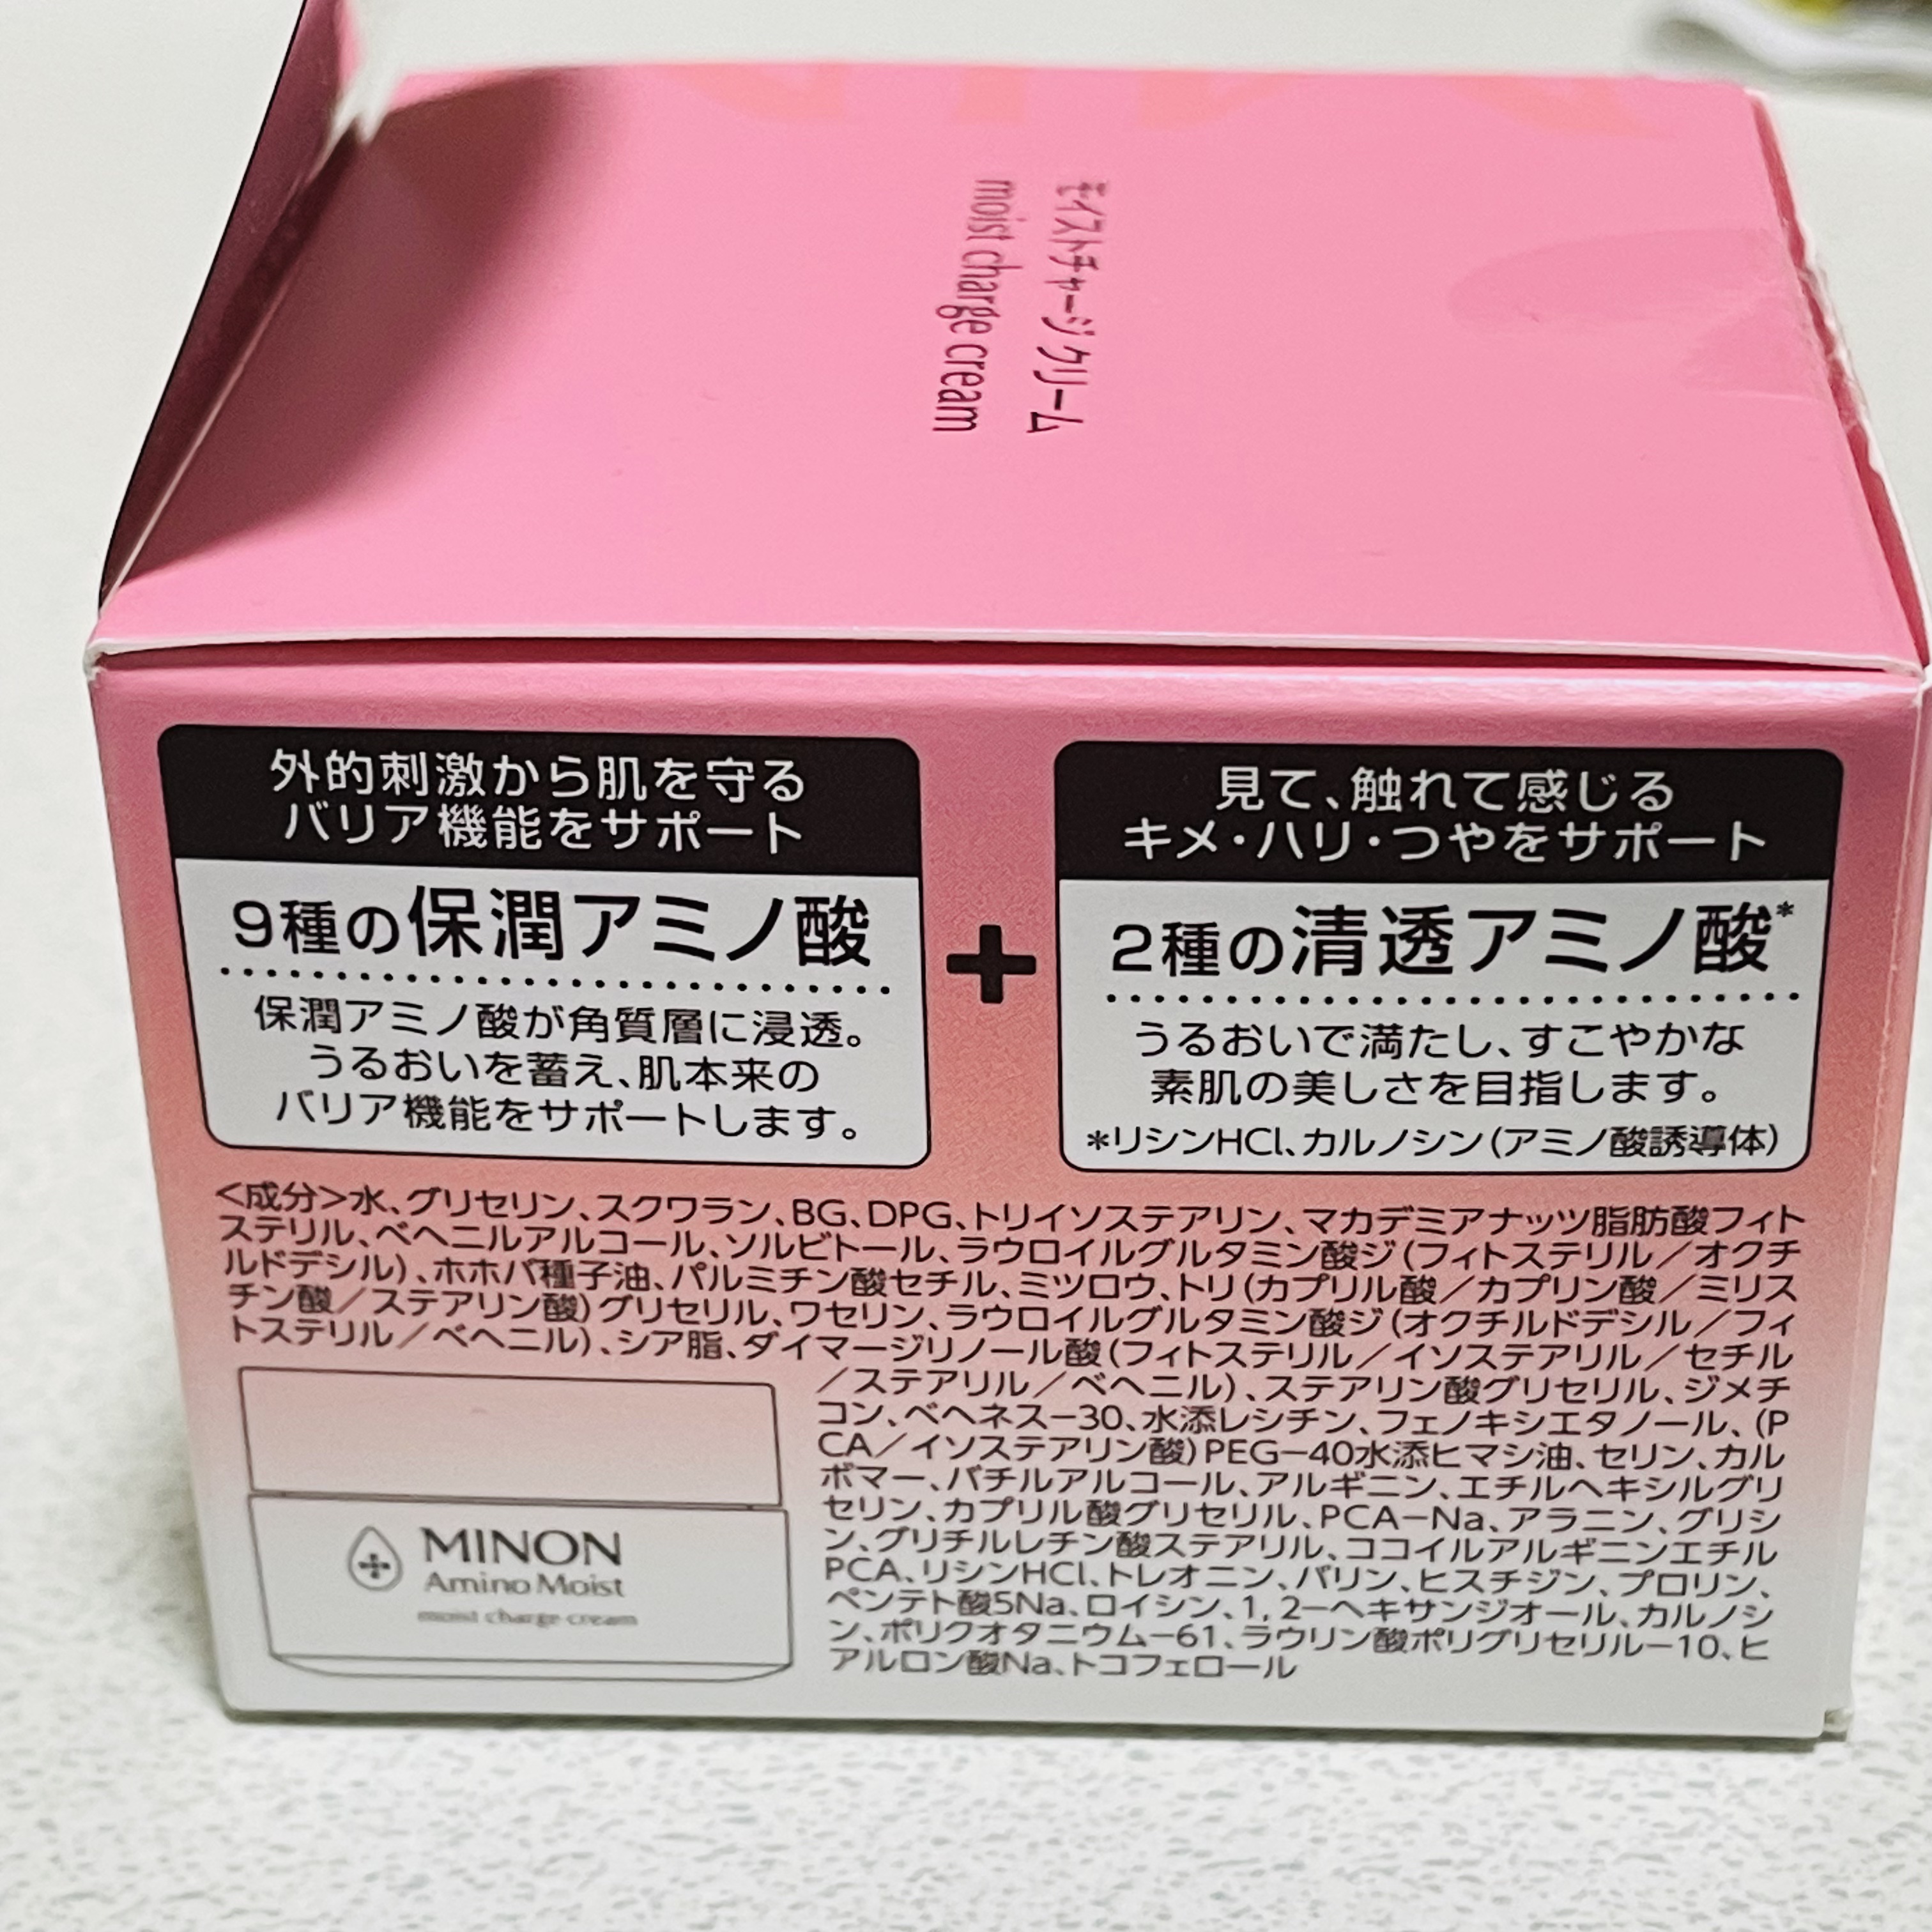 モイストチャージ クリーム
moist charge cream
外的刺激から肌を守る
バリア機能をサポート
9種の保潤アミノ酸
保潤アミノ酸が角質層に浸透。
うるおいを蓄え、肌本来の
バリア機能をサポートします。
+
見て、触れて感じる
キメ・ハリ・つやをサポート
2種の清透アミノ酸*
うるおいで満たし、すこやかな
素肌の美しさを目指します。
*リシンHCl、カルノシン(アミノ酸誘導体)
<成分>水、グリセリン、スクワラン、BG、DPG、トリイソステアリン、マカデミアナッツ脂肪酸フィト
ステリル、ベヘニルアルコール、ソルビトール、ラウロイルグルタミン酸ジ(フィトステリル/オクチ
ルドデシル)、ホホバ種子油、パルミチン酸セチル、ミツロウ、トリ(カプリル酸/カプリン酸/ミリス
チン酸/ステアリン酸)グリセリル、ワセリン、ラウロイルグルタミン酸ジ(オクチルドデシル/フィ
トステリル/ベヘニル)、シア脂、ダイマージリノール酸(フィトステリル/イソステアリル/セチル
/ステアリル/ベヘニル)、ステアリン酸グリセリル、ジメチ
コン、ベヘネス-30、水添レシチン、フェノキシエタノール、(P
CA/イソステアリン酸)PEG-40水添ヒマシ油、セリン、カル
ボマー、バチルアルコール、アルギニン、エチルヘキシルグリ
セリン、カプリル酸グリセリル、PCA-Na、アラニン、グリシ
ン、グリチルレチン酸ステアリル、ココイルアルギニンエチル
PCA、リシンHCl、トレオニン、バリン、ヒスチジン、プロリン、
ペンテト酸5Na、ロイシン、1, 2-ヘキサンジオール、カルノシ
ン、ポリクオタニウム-61、ラウリン酸ポリグリセリル-10、ヒ
アルロン酸Na、トコフェロール
MINON
Amino Moist
moist charge cream